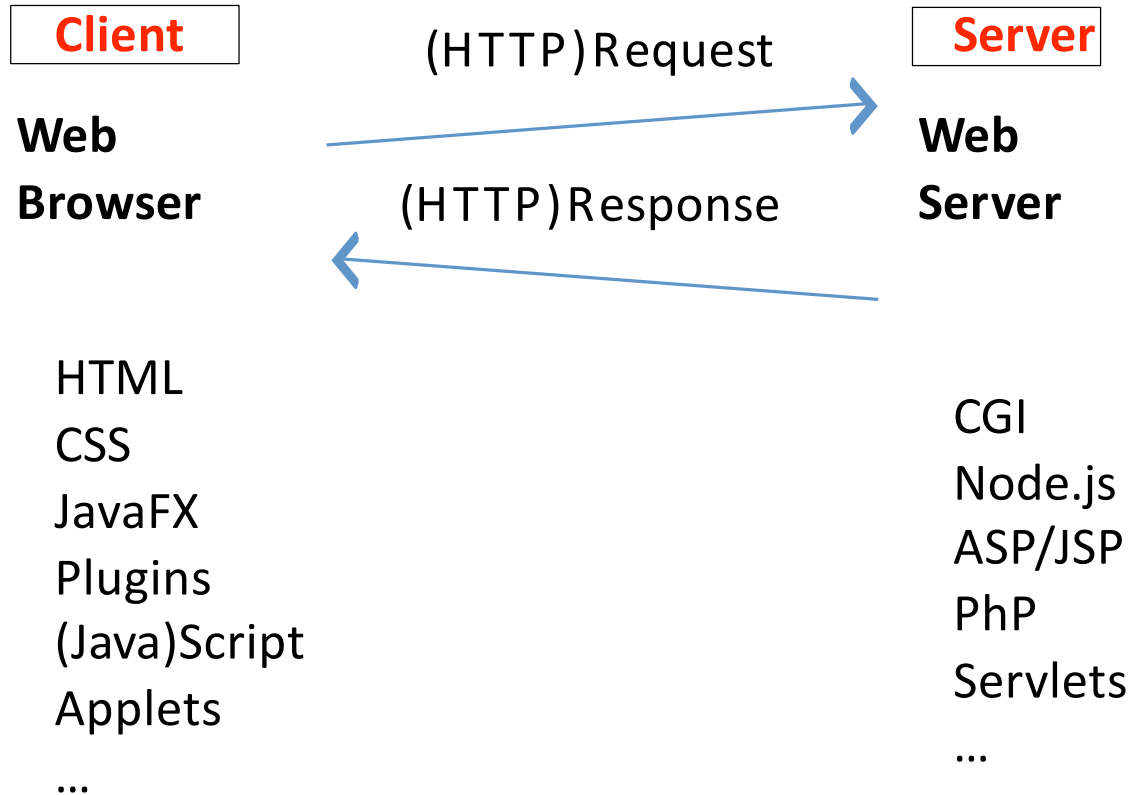 Client
(HTTP)Request
Server
Web
Browser
(HTTP)Response
Web
Server
HTML
CSS
JavaFX
Plugins
(Java)Script
Applets
...
CGI
Node.js
ASP/JSP
PhP
Servlets
...